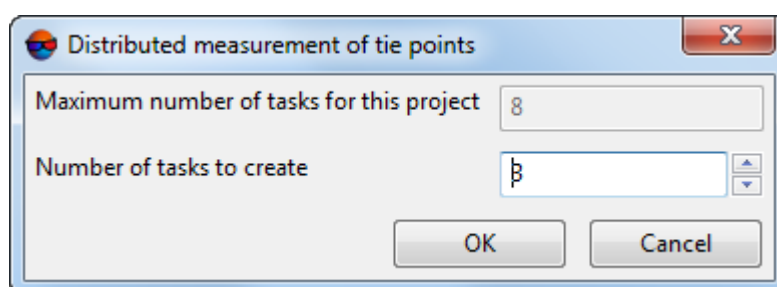 Distributed measurement of tie points
Maximum number of tasks for this project 8
Number of tasks to create 8
OK Cancel